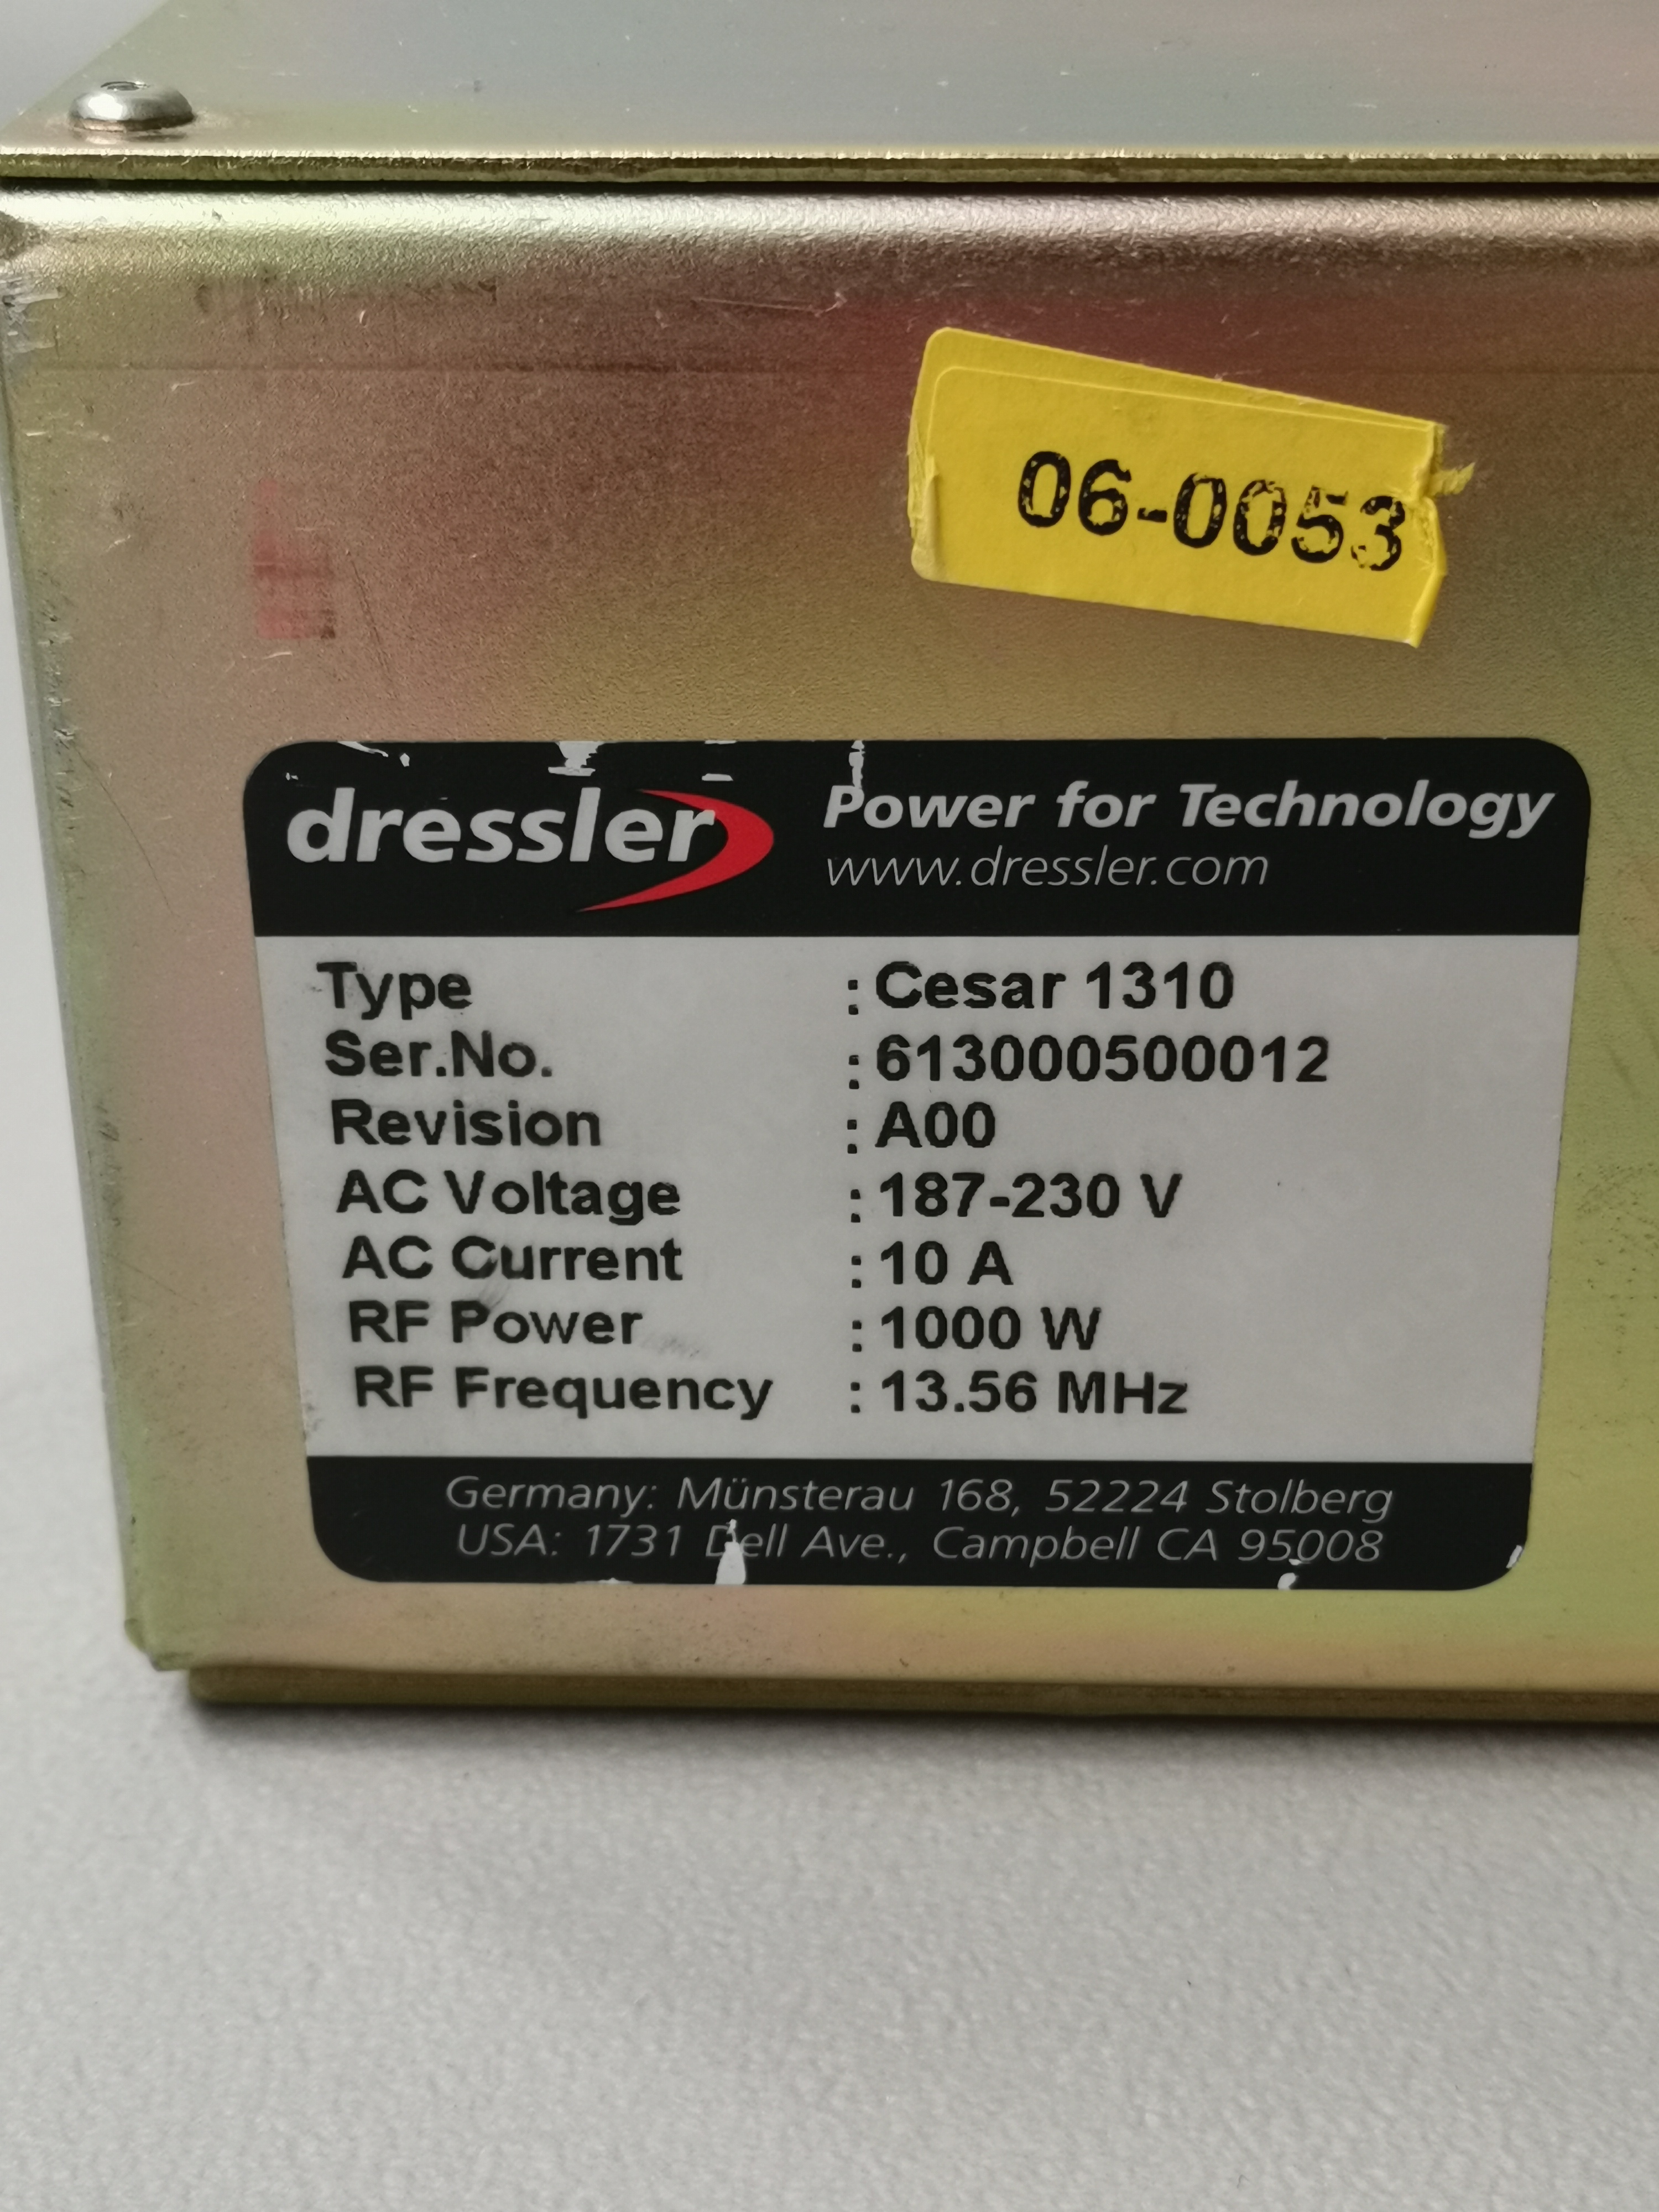 06-0053
dressler Power for Technology
www.dressler.com
Type : Cesar 1310
Ser.No. : 613000500012
Revision : A00
AC Voltage : 187-230 V
AC Current : 10 A
RF Power : 1000 W
RF Frequency : 13.56 MHz
Germany: Münsterau 168, 52224 Stolberg
USA: 1731 Dell Ave., Campbell CA 95008